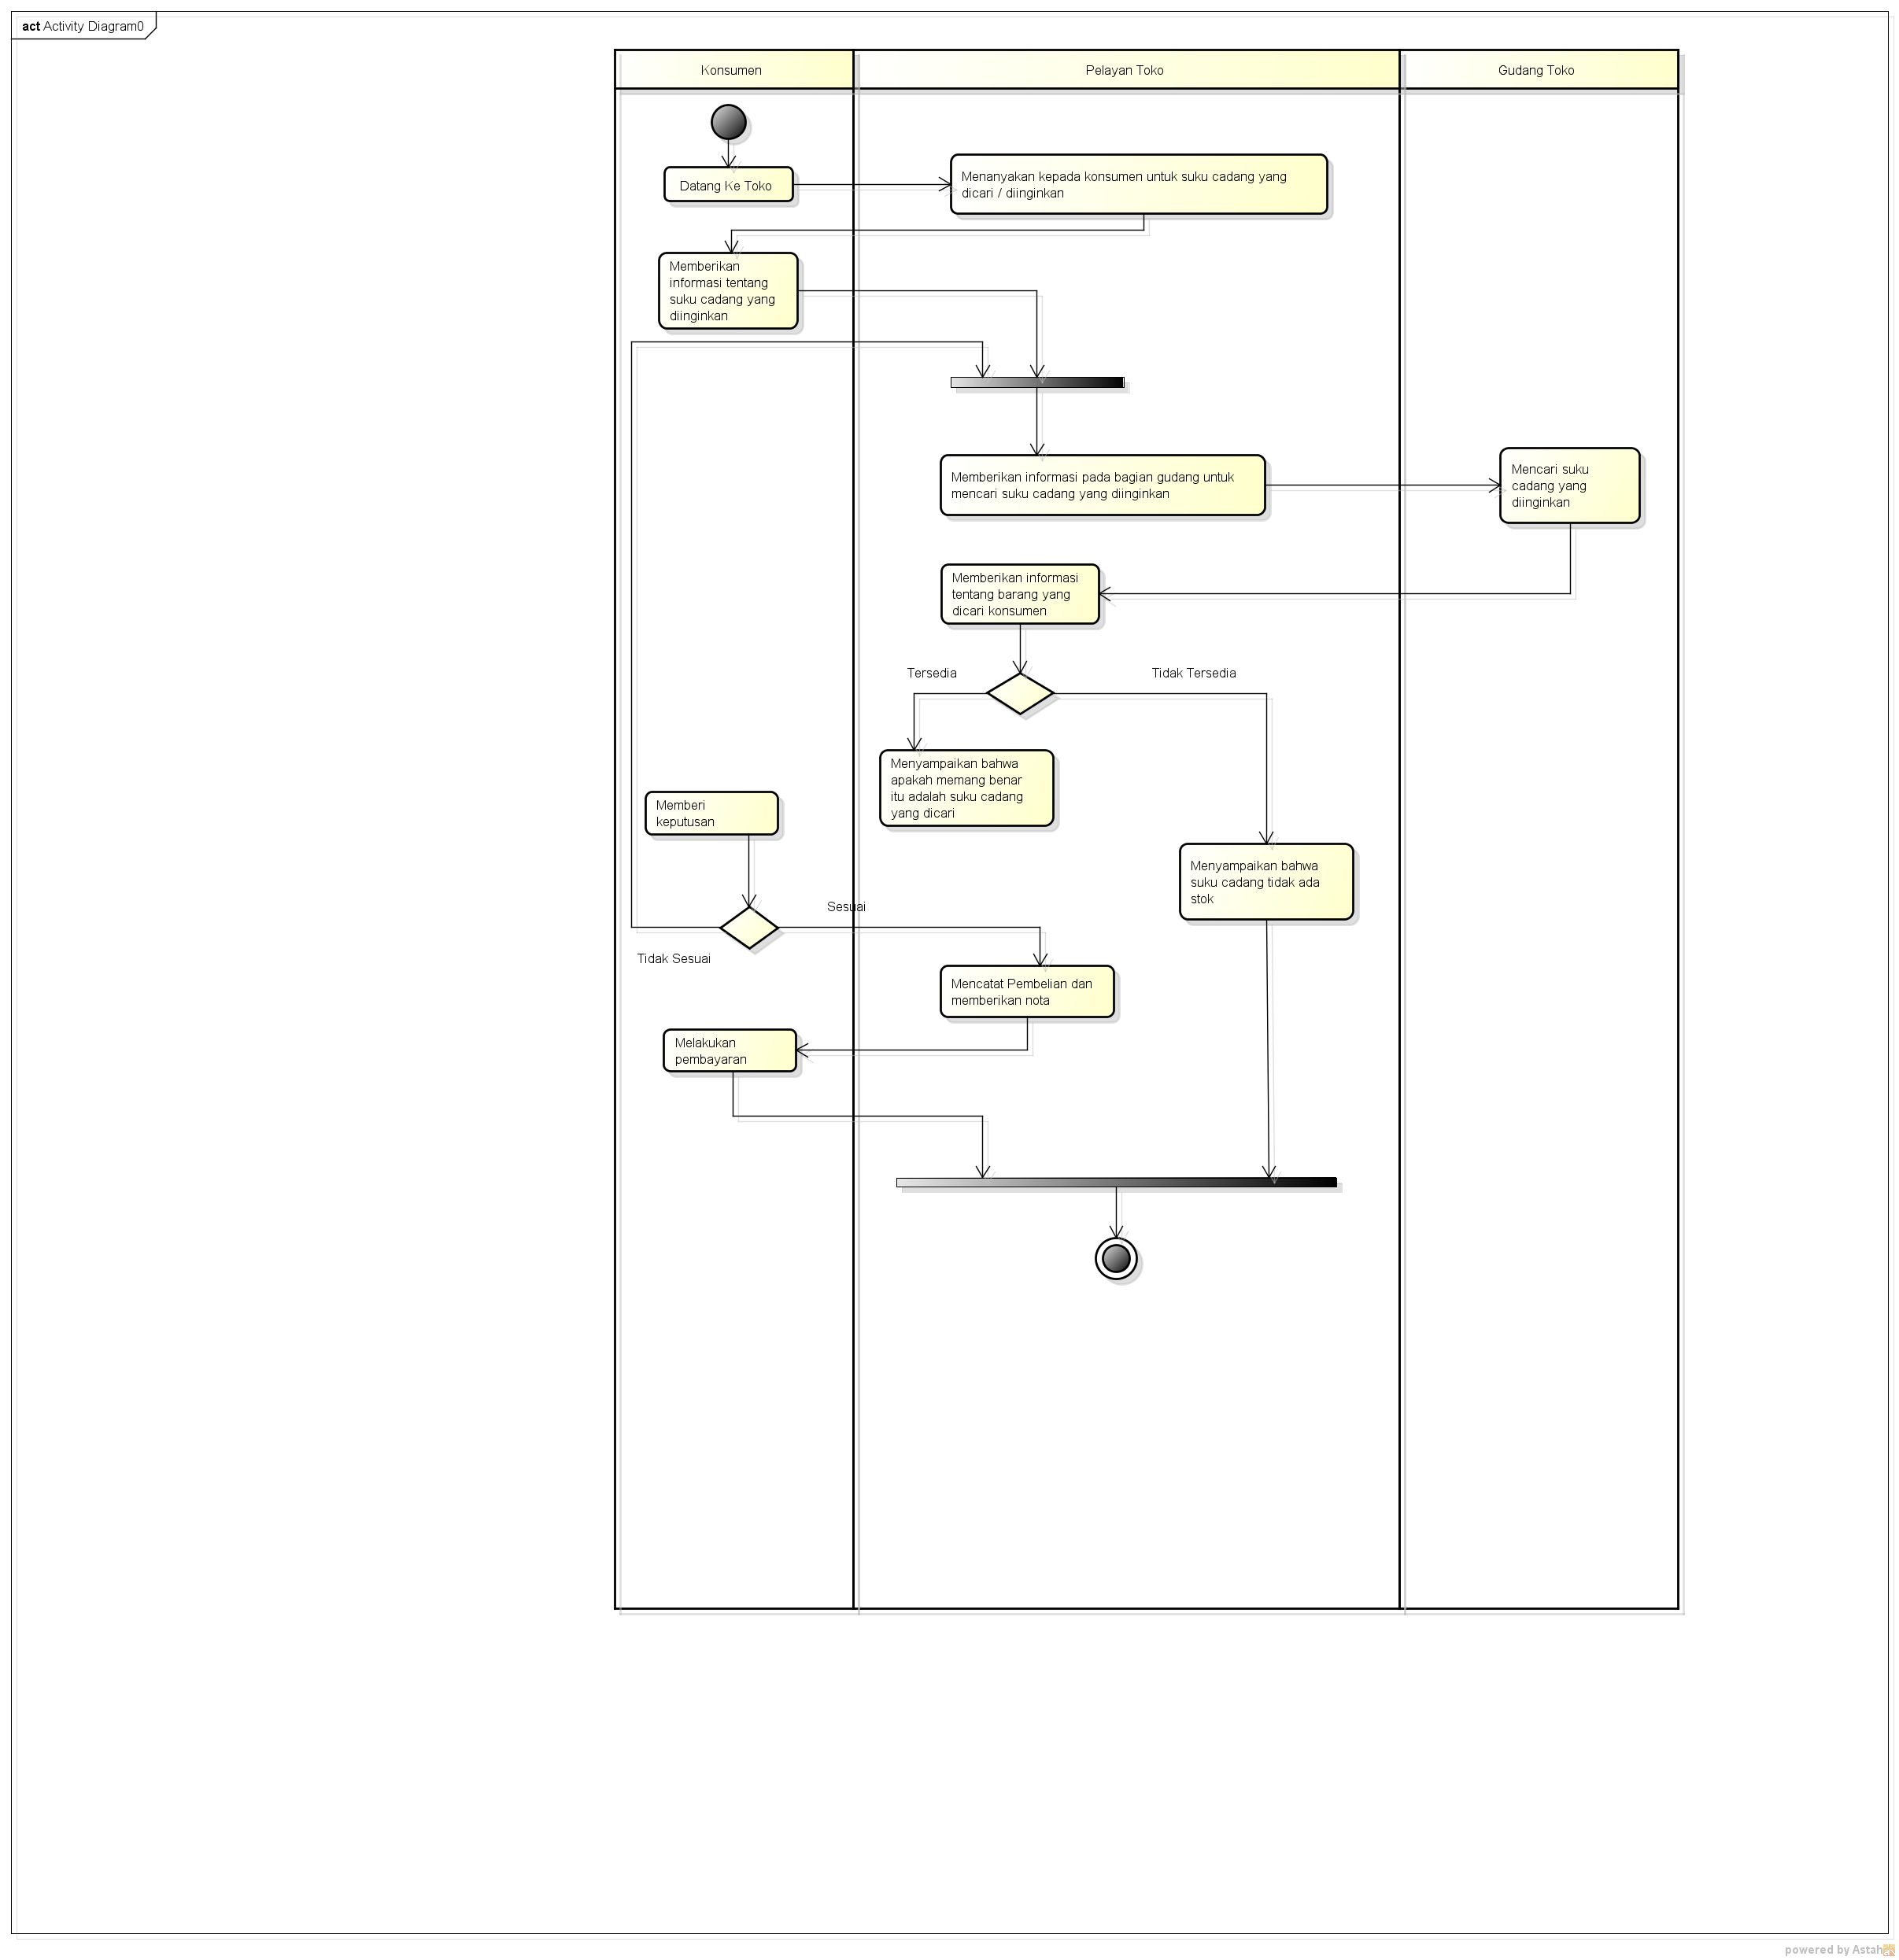 act Activity Diagram0
Konsumen
Pelayan Toko
Gudang Toko
Datang Ke Toko
Menanyakan kepada konsumen untuk suku cadang yang
dicari / diinginkan
Memberikan
informasi tentang
suku cadang yang
diinginkan
Memberikan informasi pada bagian gudang untuk
mencari suku cadang yang diinginkan
Mencari suku
cadang yang
diinginkan
Memberikan informasi
tentang barang yang
dicari konsumen
Tersedia
Tidak Tersedia
Menyampaikan bahwa
apakah memang benar
itu adalah suku cadang
yang dicari
Memberi
keputusan
Menyampaikan bahwa
suku cadang tidak ada
stok
Sesuai
Tidak Sesuai
Mencatat Pembelian dan
memberikan nota
Melakukan
pembayaran
powered by Astah